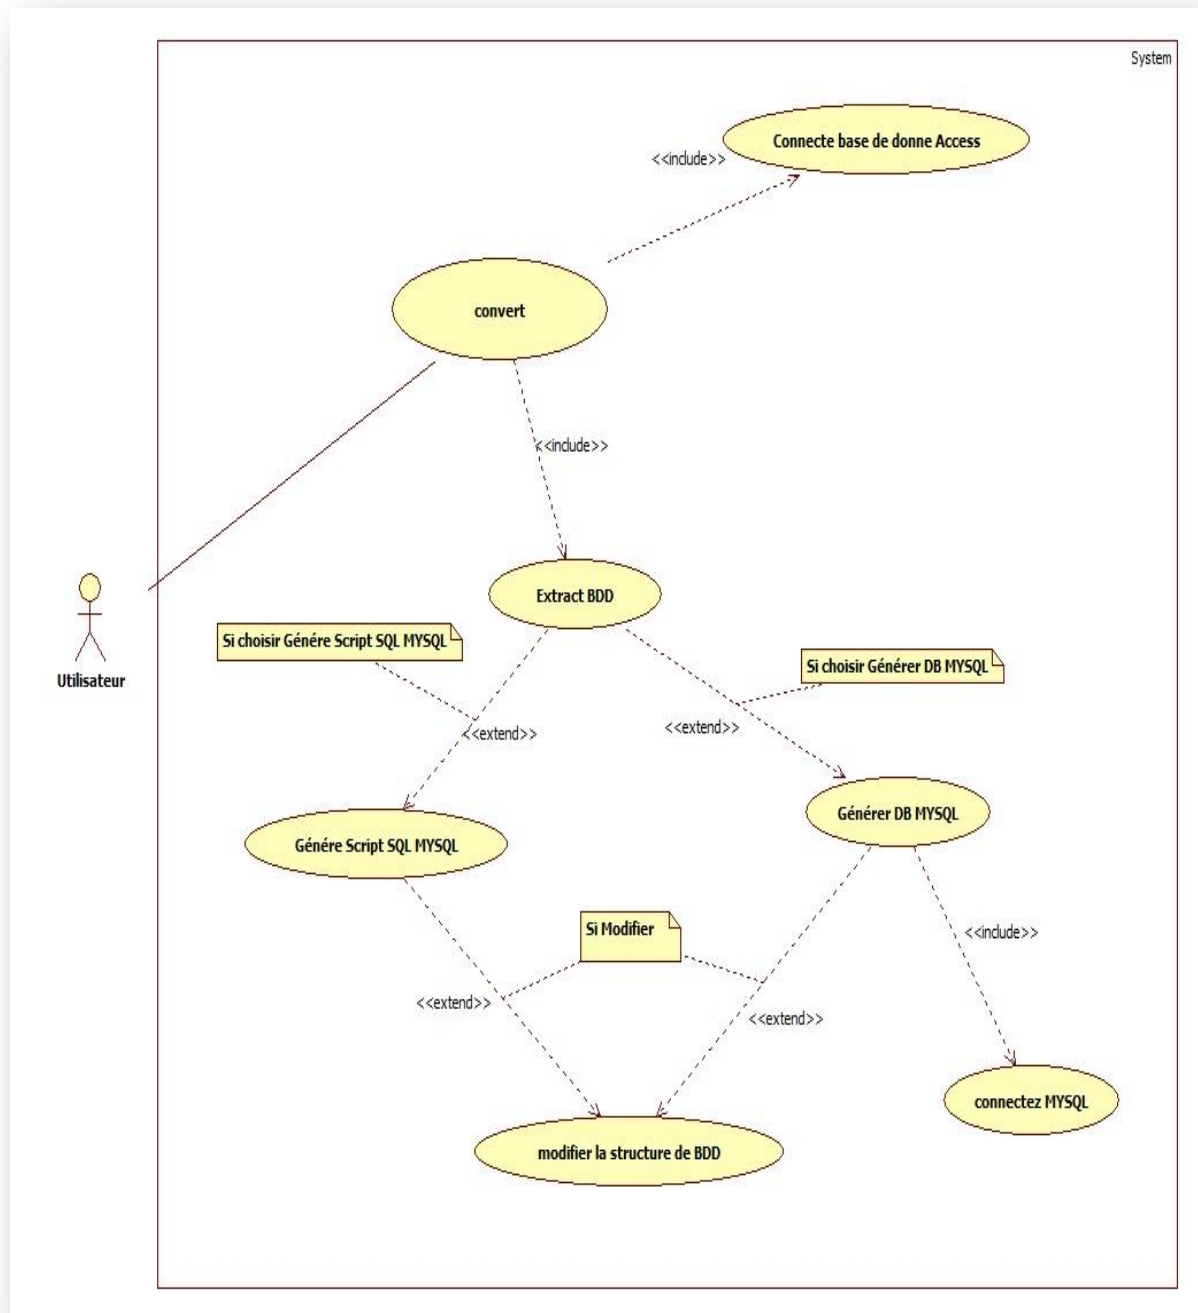 System
Connecte base de donne Access
<<include>>
convert
<<include>>
Extract BDD
Si choisir Génére Script SQL MYSQL
Si choisir Générer DB MYSQL
Utilisateur
<<extend>>
<<extend>>
Générer DB MYSQL
Génére Script SQL MYSQL
Si Modifier
<<include>>
<<extend>>
<<extend>>
connectez MYSQL
modifier la structure de BDD